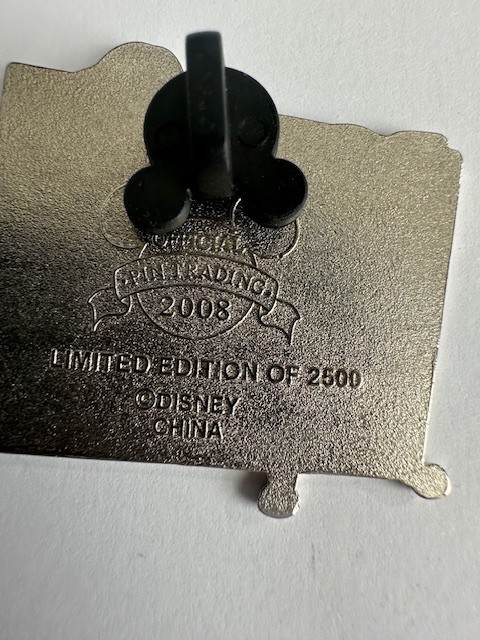 OFFICIAL
PIN TRADING
2008
LIMITED EDITION OF 2500
©DISNEY
CHINA